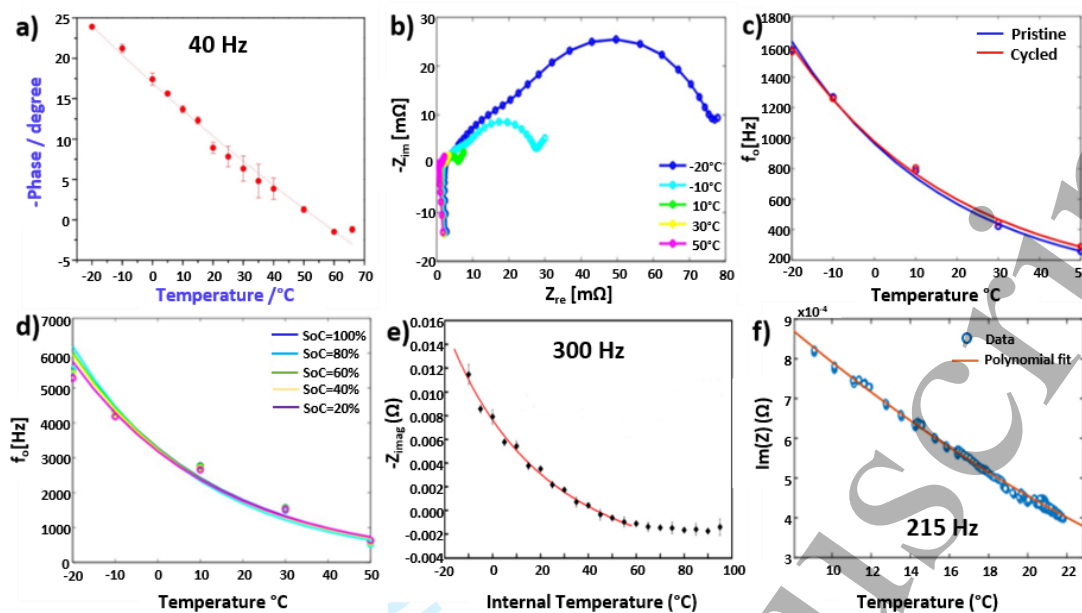 a)
40 Hz
-Phase / degree
25
20
15
10
5
0
-5
-20 -10 0 10 20 30 40 50 60 70
Temperature /°C
b)
-Z_im [mΩ]
30
20
10
0
-10
-20
-20°C
-10°C
10°C
30°C
50°C
0 10 20 30 40 50 60 70 80
Z_re [mΩ]
c)
f_o[Hz]
1800
1600
1400
1200
1000
800
600
400
200
Pristine
Cycled
-20 -10 0 10 20 30 40 50
Temperature °C
d)
f_o[Hz]
7000
6000
5000
4000
3000
2000
1000
0
SoC=100%
SoC=80%
SoC=60%
SoC=40%
SoC=20%
-20 -10 0 10 20 30 40 50
Temperature °C
e)
300 Hz
-Z_imag (Ω)
0.016
0.014
0.012
0.010
0.008
0.006
0.004
0.002
0.000
-0.002
-0.004
-20 0 20 40 60 80 100
Internal Temperature (°C)
f)
×10⁻⁴
Data
Polynomial fit
Im(Z) (Ω)
9
8
7
6
5
4
3
215 Hz
10 12 14 16 18 20 22
Temperature (°C)